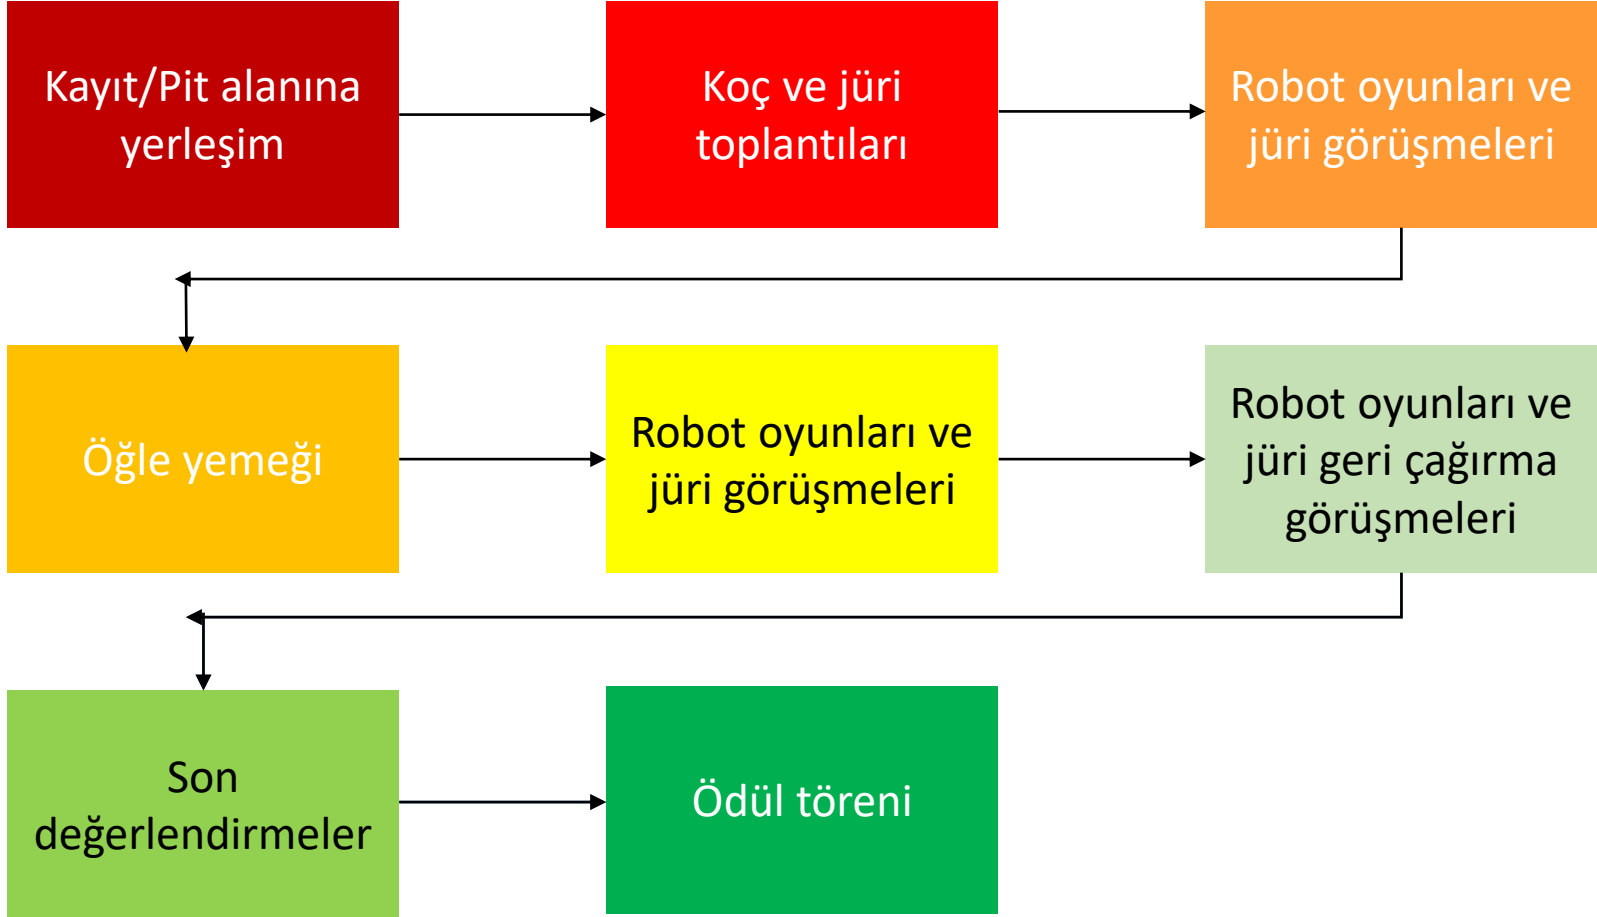 Kayıt/Pit alanına
yerleşim
Koç ve jüri
toplantıları
Robot oyunları ve
jüri görüşmeleri
Öğle yemeği
Robot oyunları ve
jüri görüşmeleri
Robot oyunları ve
jüri geri çağırma
görüşmeleri
Son
değerlendirmeler
Ödül töreni